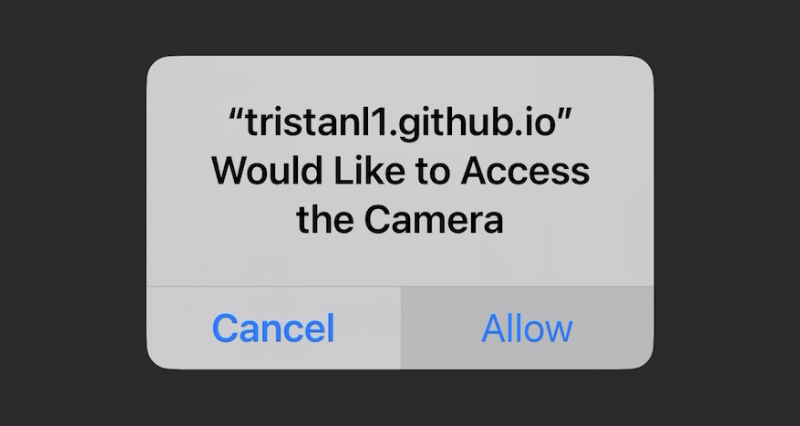 “tristanl1.github.io”
Would Like to Access
the Camera
Cancel Allow